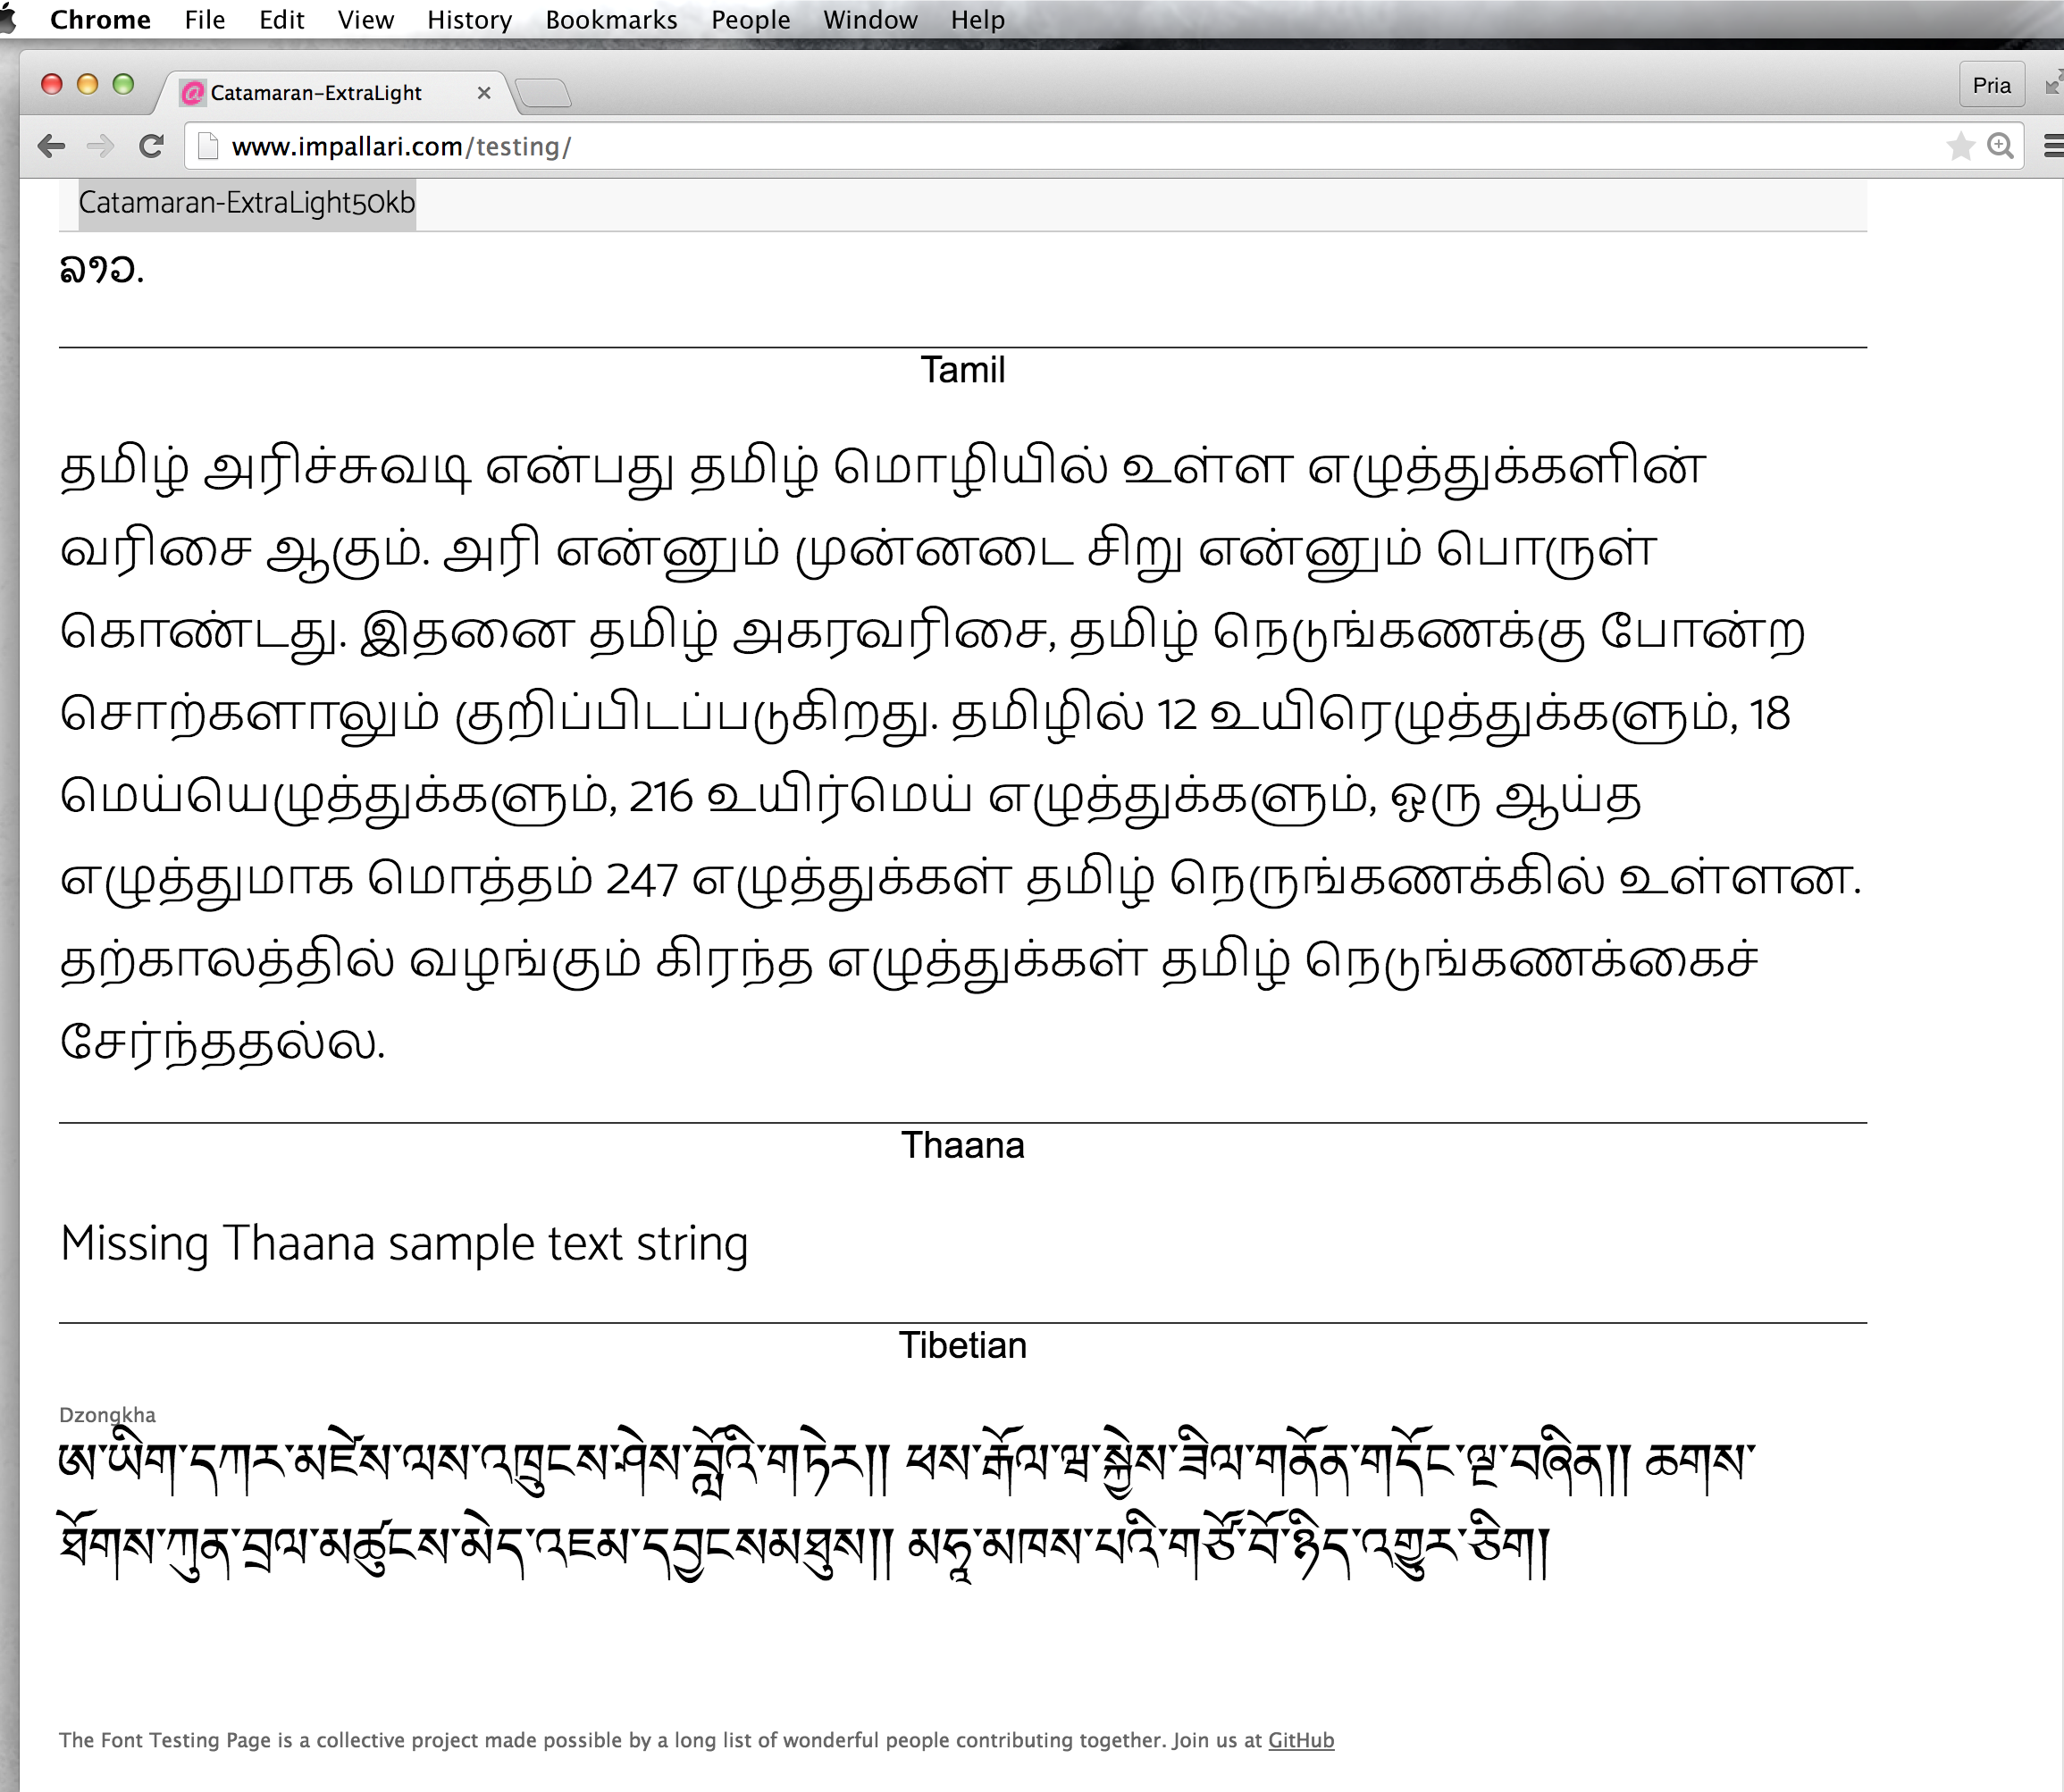 Chrome File Edit View History Bookmarks People Window Help
Catamaran-ExtraLight
Pria
www.impallari.com/testing/
Catamaran-ExtraLight50kb
ລາວ.
Tamil
தமிழ் அரிச்சுவடி என்பது தமிழ் மொழியில் உள்ள எழுத்துக்களின்
வரிசை ஆகும். அரி என்னும் முன்னடை சிறு என்னும் பொருள்
கொண்டது. இதனை தமிழ் அகரவரிசை, தமிழ் நெடுங்கணக்கு போன்ற
சொற்களாலும் குறிப்பிடப்படுகிறது. தமிழில் 12 உயிரெழுத்துக்களும், 18
மெய்யெழுத்துக்களும், 216 உயிர்மெய் எழுத்துக்களும், ஒரு ஆய்த
எழுத்துமாக மொத்தம் 247 எழுத்துக்கள் தமிழ் நெருங்கணக்கில் உள்ளன.
தற்காலத்தில் வழங்கும் கிரந்த எழுத்துக்கள் தமிழ் நெடுங்கணக்கைச்
சேர்ந்ததல்ல.
Thaana
Missing Thaana sample text string
Tibetian
Dzongkha
ཨ་ཡིག་དཀར་མཛེས་ལས་འཁྲུངས་ཤེས་བློའི་གཏེར།། ཕས་རྒོལ་ཝ་སྐྱེས་ཟིལ་གནོན་གདོང་ལྔ་བཞིན།། ཆགས་
ཐོགས་ཀུན་བྲལ་མཚུངས་མེད་འཇམ་དབྱངསམཐུས།། མཧཱ་མཁས་པའི་གཙོ་བོ་ཉིད་འགྱུར་ཅིག།
The Font Testing Page is a collective project made possible by a long list of wonderful people contributing together. Join us at GitHub